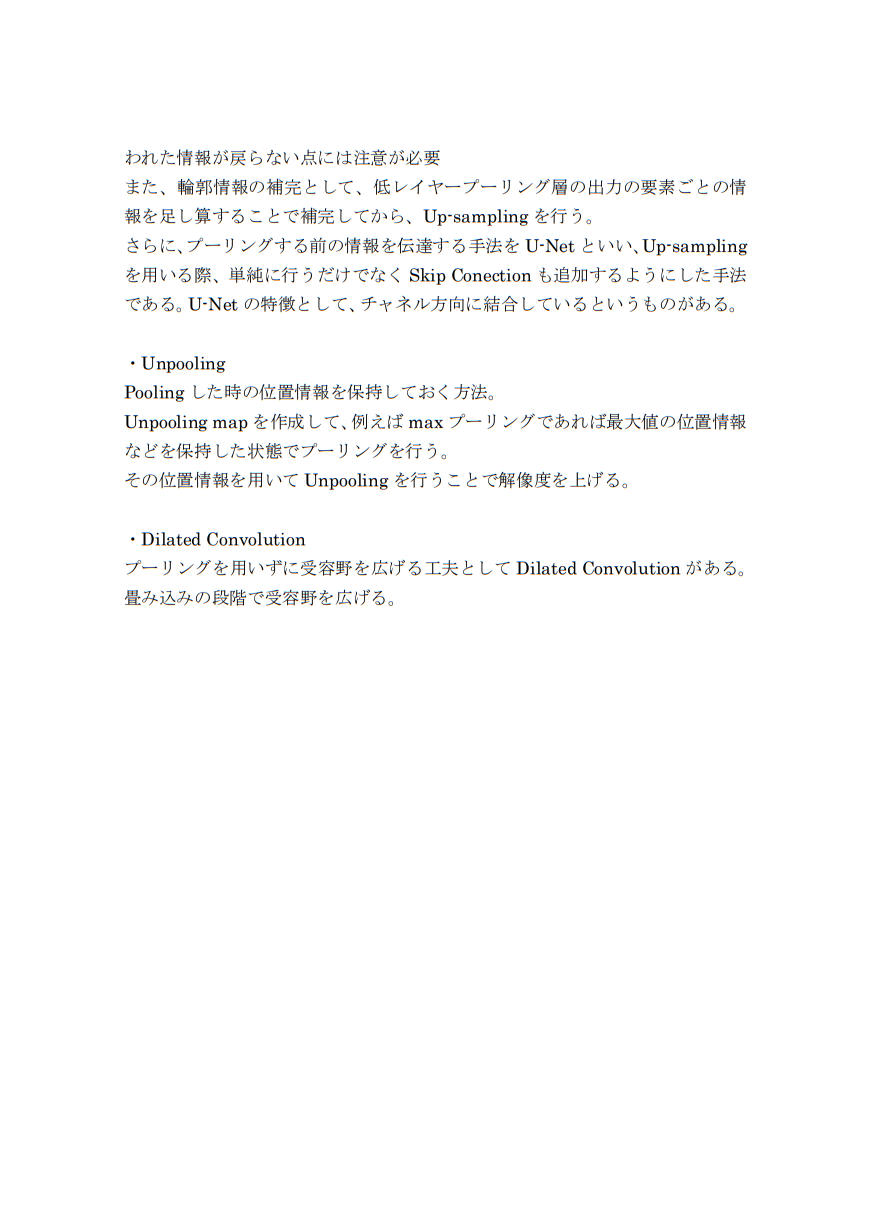 われた情報が戻らない点には注意が必要
また、輪郭情報の補完として、低レイヤープーリング層の出力の要素ごとの情
報を足し算することで補完してから、Up-sampling を行う。
さらに、プーリングする前の情報を伝達する手法を U-Net といい、Up-sampling
を用いる際、単純に行うだけでなく Skip Conection も追加するようにした手法
である。U-Net の特徴として、チャネル方向に結合しているというものがある。
・Unpooling
Pooling した時の位置情報を保持しておく方法。
Unpooling map を作成して、例えば max プーリングであれば最大値の位置情報
などを保持した状態でプーリングを行う。
その位置情報を用いて Unpooling を行うことで解像度を上げる。
・Dilated Convolution
プーリングを用いずに受容野を広げる工夫として Dilated Convolution がある。
畳み込みの段階で受容野を広げる。